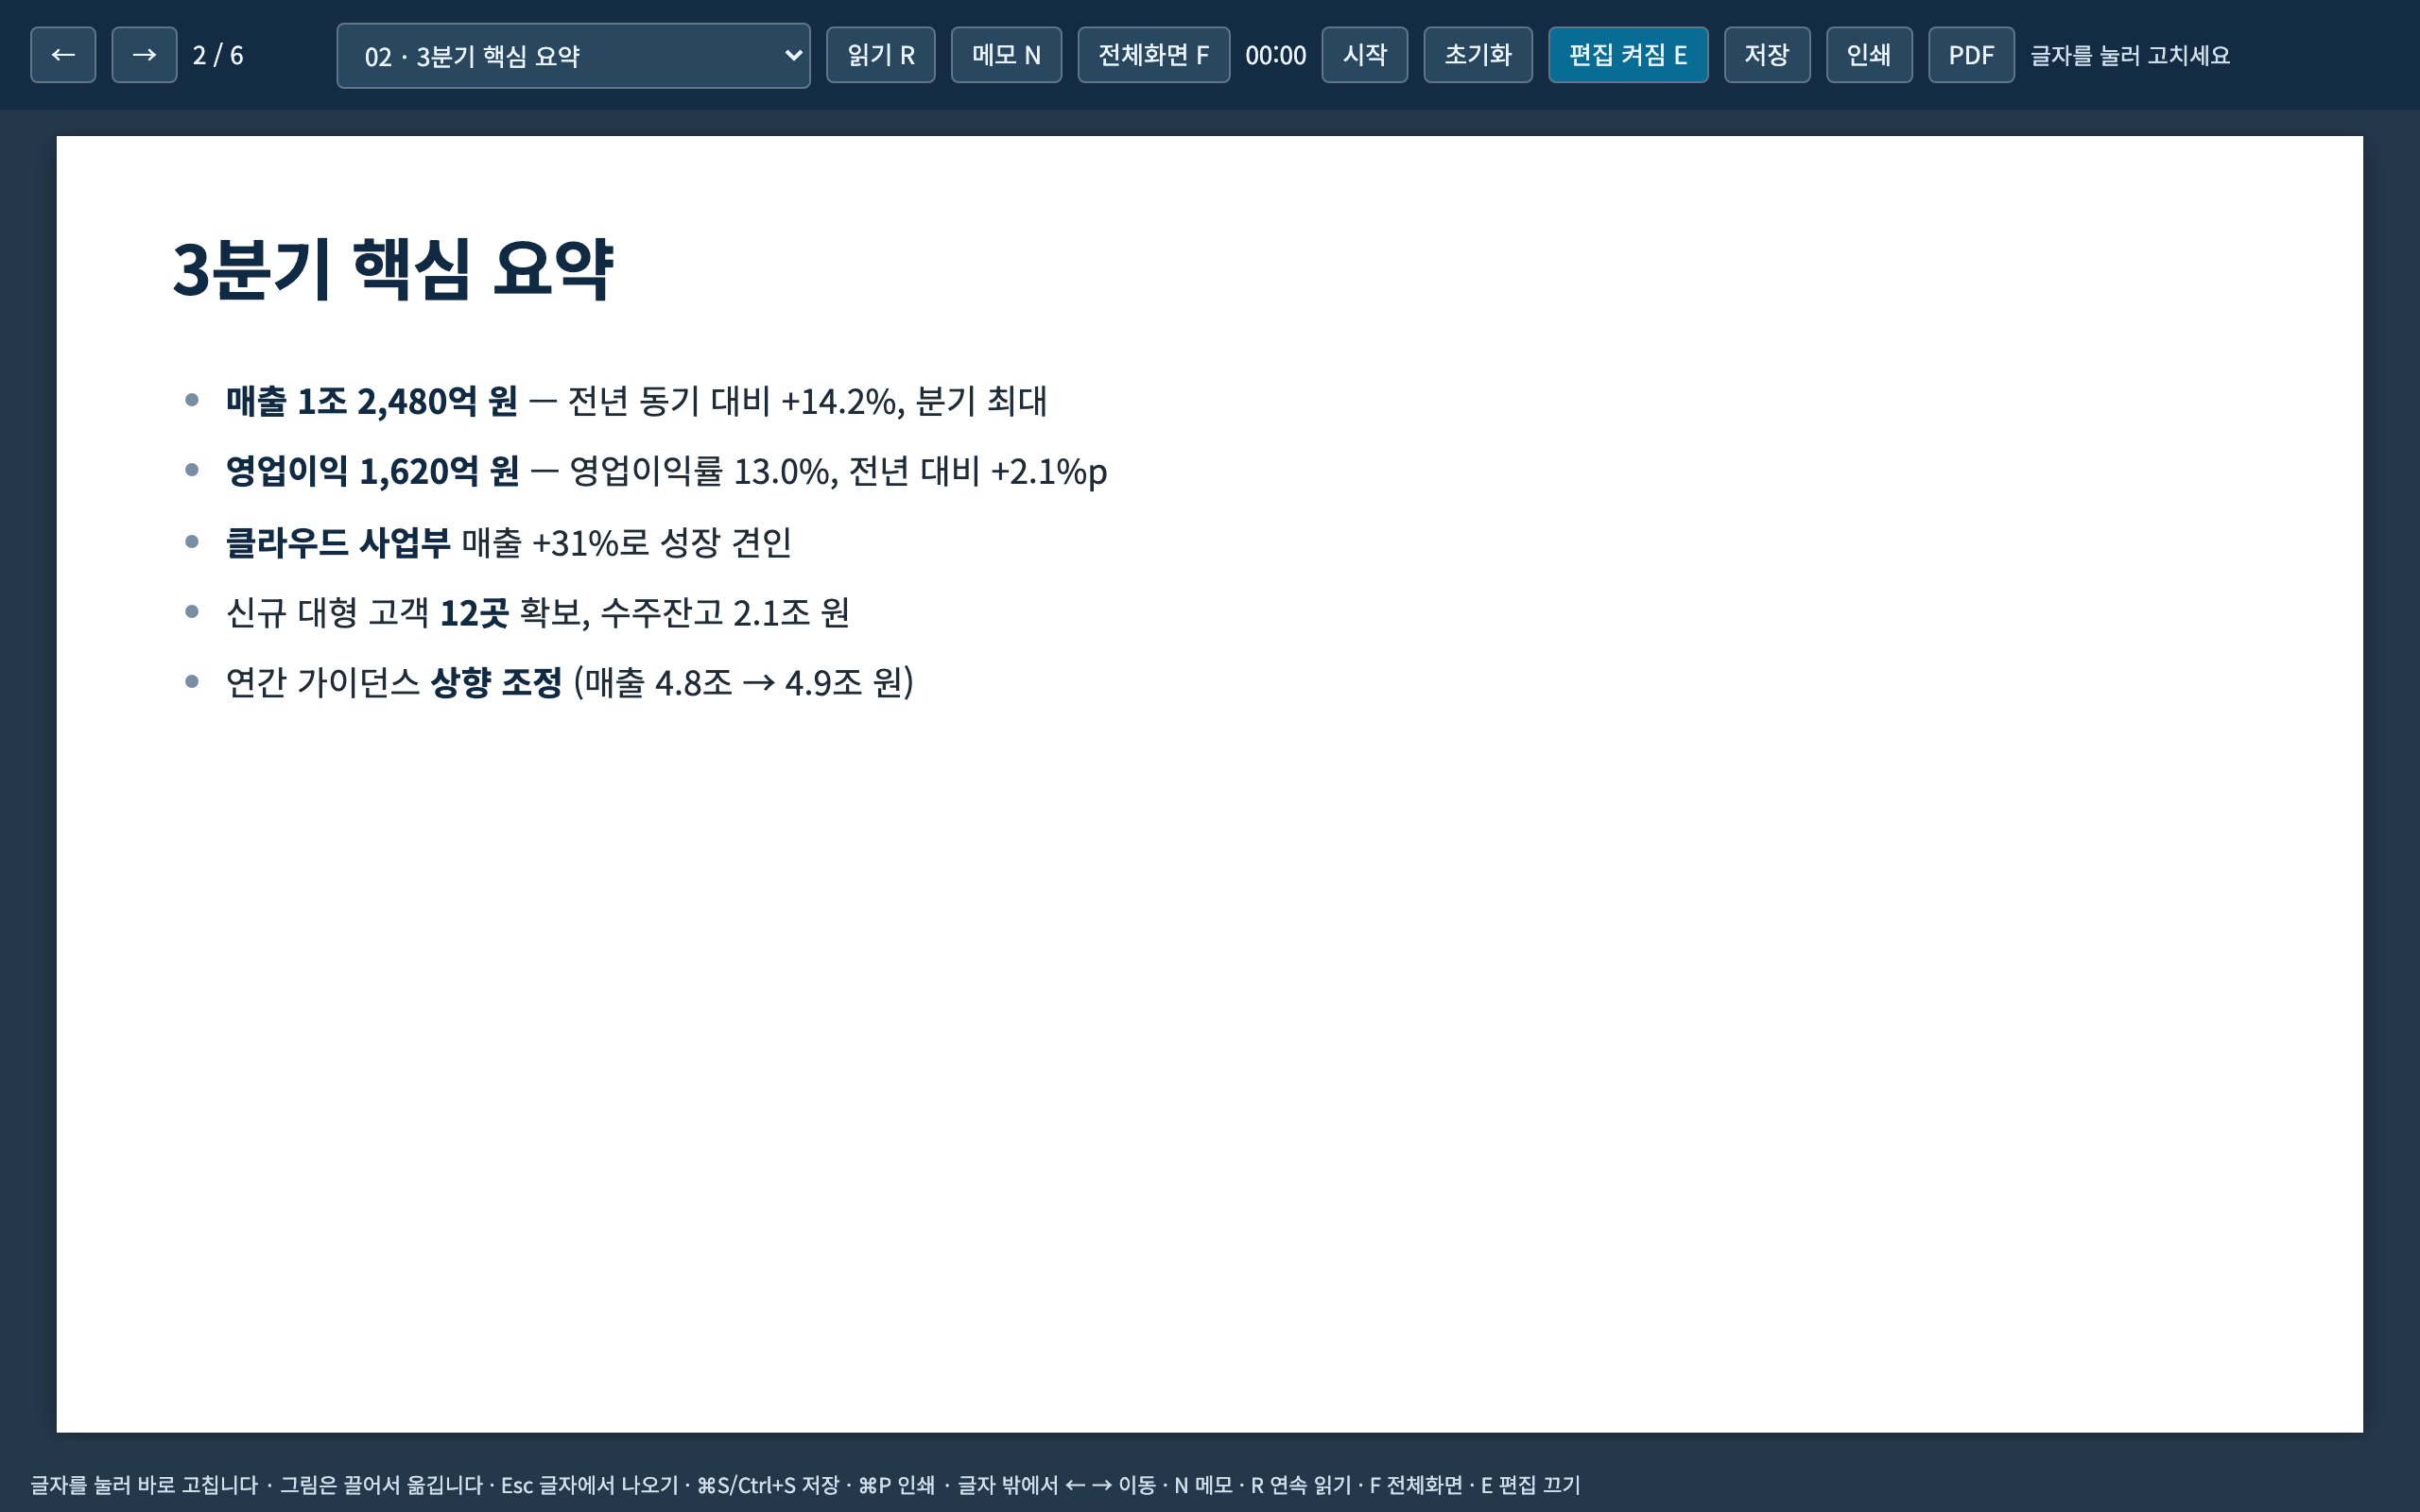 ← → 2 / 6 02 · 3분기 핵심 요약 읽기 R 메모 N 전체화면 F 00:00 시작 초기화 편집 켜짐 E 저장 인쇄 PDF 글자를 눌러 고치세요
3분기 핵심 요약
• 매출 1조 2,480억 원 — 전년 동기 대비 +14.2%, 분기 최대
• 영업이익 1,620억 원 — 영업이익률 13.0%, 전년 대비 +2.1%p
• 클라우드 사업부 매출 +31%로 성장 견인
• 신규 대형 고객 12곳 확보, 수주잔고 2.1조 원
• 연간 가이던스 상향 조정 (매출 4.8조 → 4.9조 원)
글자를 눌러 바로 고칩니다 · 그림은 끌어서 옮깁니다 · Esc 글자에서 나오기 · ⌘S/Ctrl+S 저장 · ⌘P 인쇄 · 글자 밖에서 ← → 이동 · N 메모 · R 연속 읽기 · F 전체화면 · E 편집 끄기